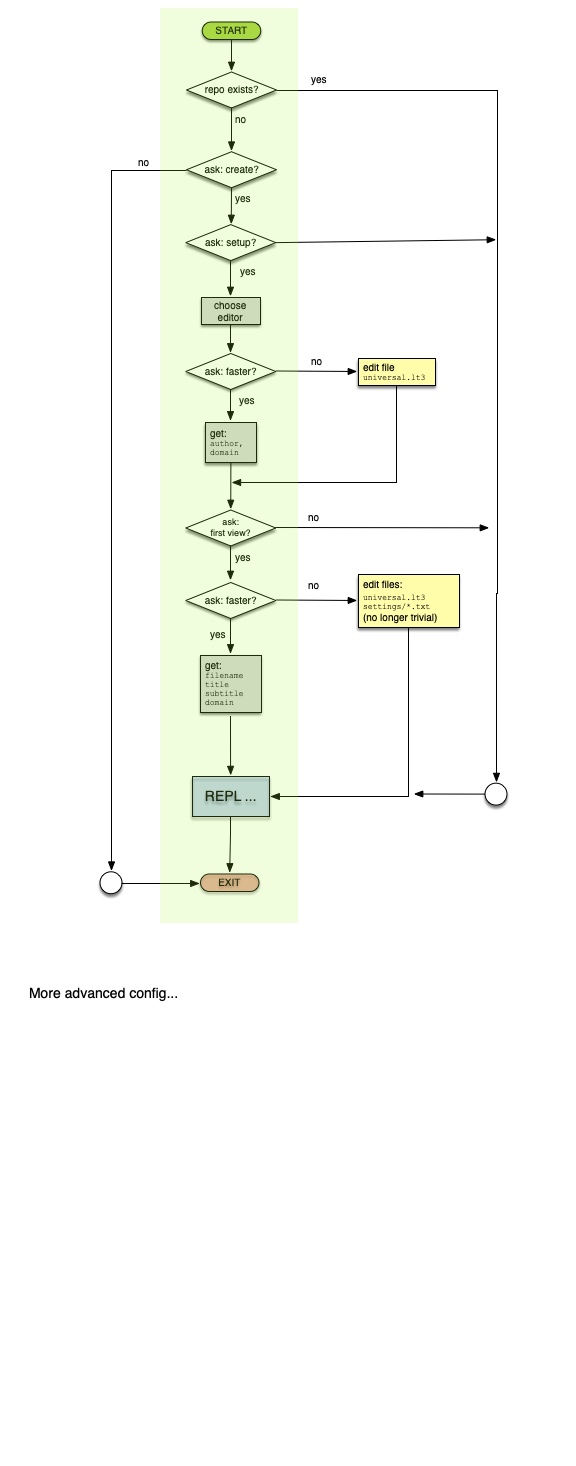 START
repo exists?
yes
no
ask: create?
no
yes
ask: setup?
yes
choose
editor
ask: faster?
no
edit file
universal.lt3
yes
get:
author,
domain
ask:
first view?
no
yes
ask: faster?
no
edit files:
universal.lt3
settings/*.txt
(no longer trivial)
yes
get:
filename
title
subtitle
domain
REPL ...
EXIT
More advanced config...